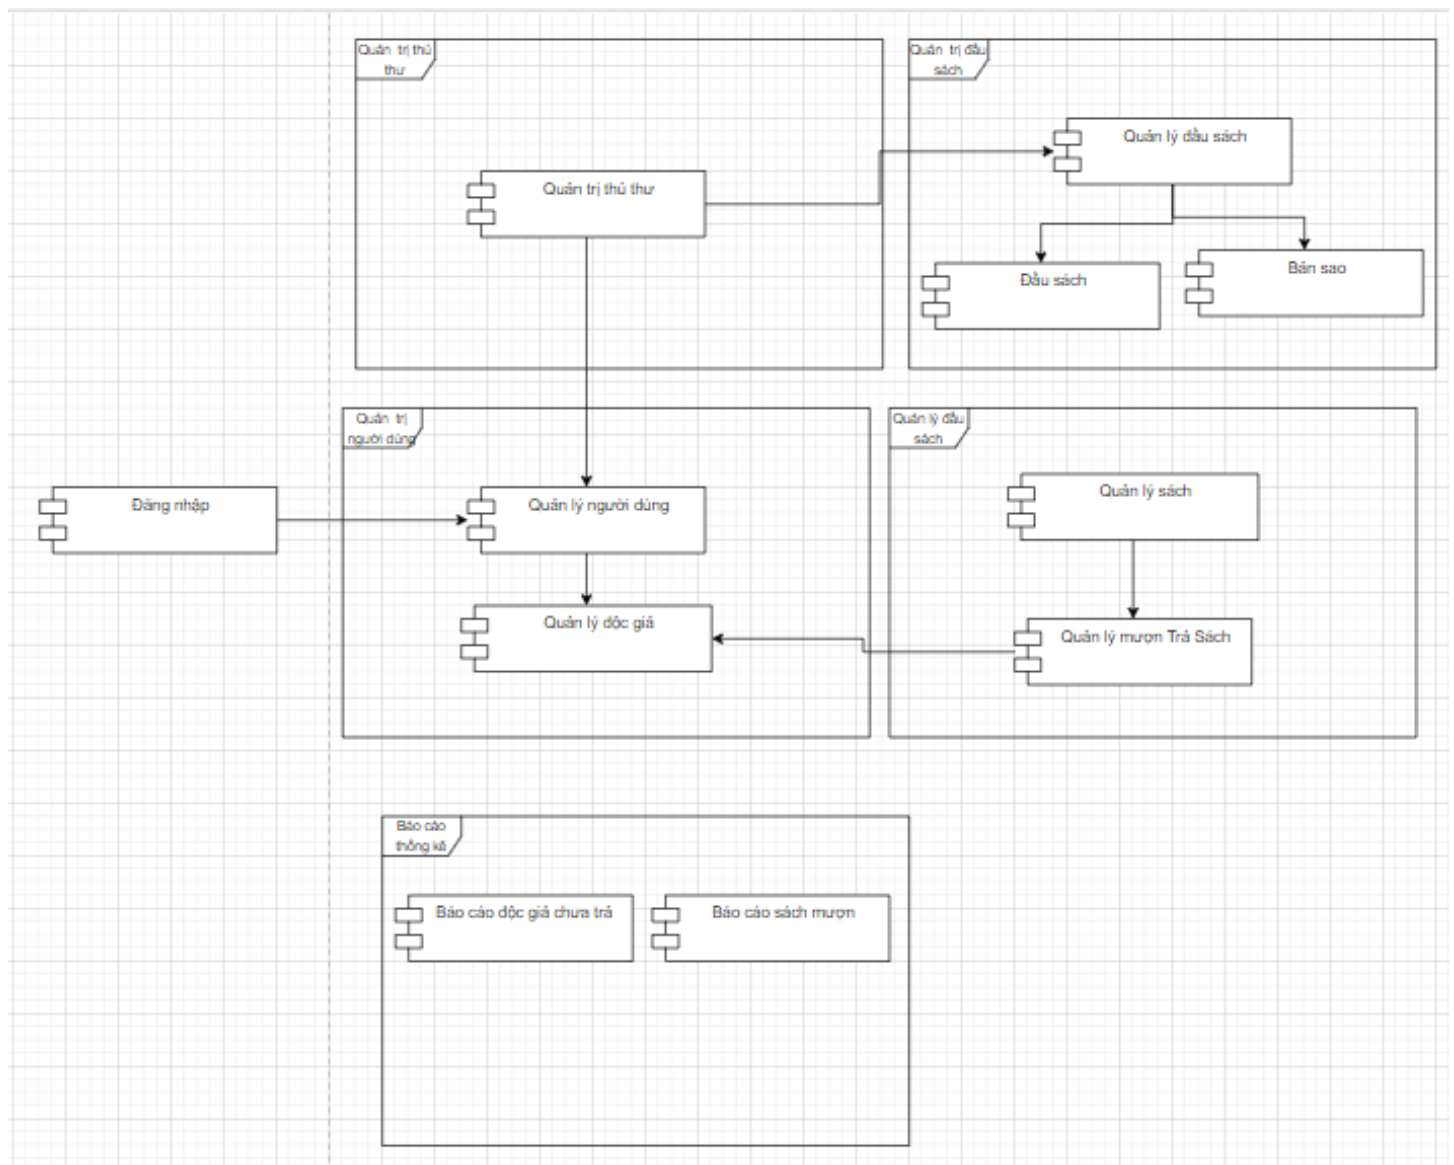 Quản trị thủ
thư
Quản trị đầu
sách
Quản lý đầu sách
Quản trị thủ thư
Đầu sách
Bản sao
Quản trị
người dùng
Quản lý đầu
sách
Đăng nhập
Quản lý người dùng
Quản lý sách
Quản lý độc giả
Quản lý mượn Trả Sách
Báo cáo
thống kê
Báo cáo độc giả chưa trả
Báo cáo sách mượn